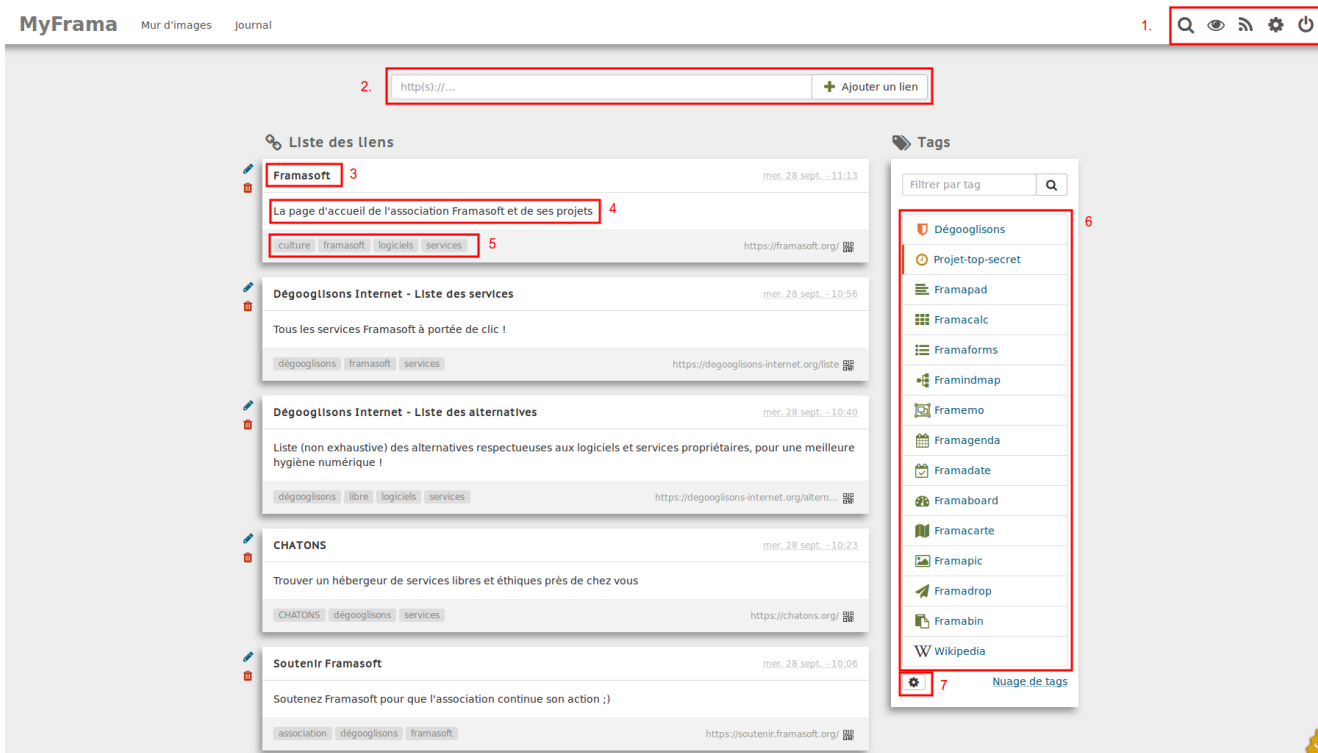 MyFrama Mur d'images Journal 1.
2. http(s)://... Ajouter un lien
Liste des liens
Framasoft 3 mer. 28 sept. - 11:13
La page d'accueil de l'association Framasoft et de ses projets 4
culture framasoft logiciels services 5 https://framasoft.org/
Dégooglisons Internet - Liste des services mer. 28 sept. - 10:56
Tous les services Framasoft à portée de clic !
dégooglisons framasoft services https://degooglisons-internet.org/liste
Dégooglisons Internet - Liste des alternatives mer. 28 sept. - 10:40
Liste (non exhaustive) des alternatives respectueuses aux logiciels et services propriétaires, pour une meilleure
hygiène numérique !
dégooglisons libre logiciels services https://degooglisons-internet.org/altern...
CHATONS mer. 28 sept. - 10:23
Trouver un hébergeur de services libres et éthiques près de chez vous
CHATONS dégooglisons services https://chatons.org/
Soutenir Framasoft mer. 28 sept. - 10:06
Soutenez Framasoft pour que l'association continue son action ;)
association dégooglisons framasoft https://soutenir.framasoft.org/
Tags
Filtrer par tag
6
Dégooglisons
Projet-top-secret
Framapad
Framacalc
Framaforms
Framindmap
Framemo
Framagenda
Framadate
Framaboard
Framacarte
Framapic
Framadrop
Framabin
W Wikipedia
7 Nuage de tags